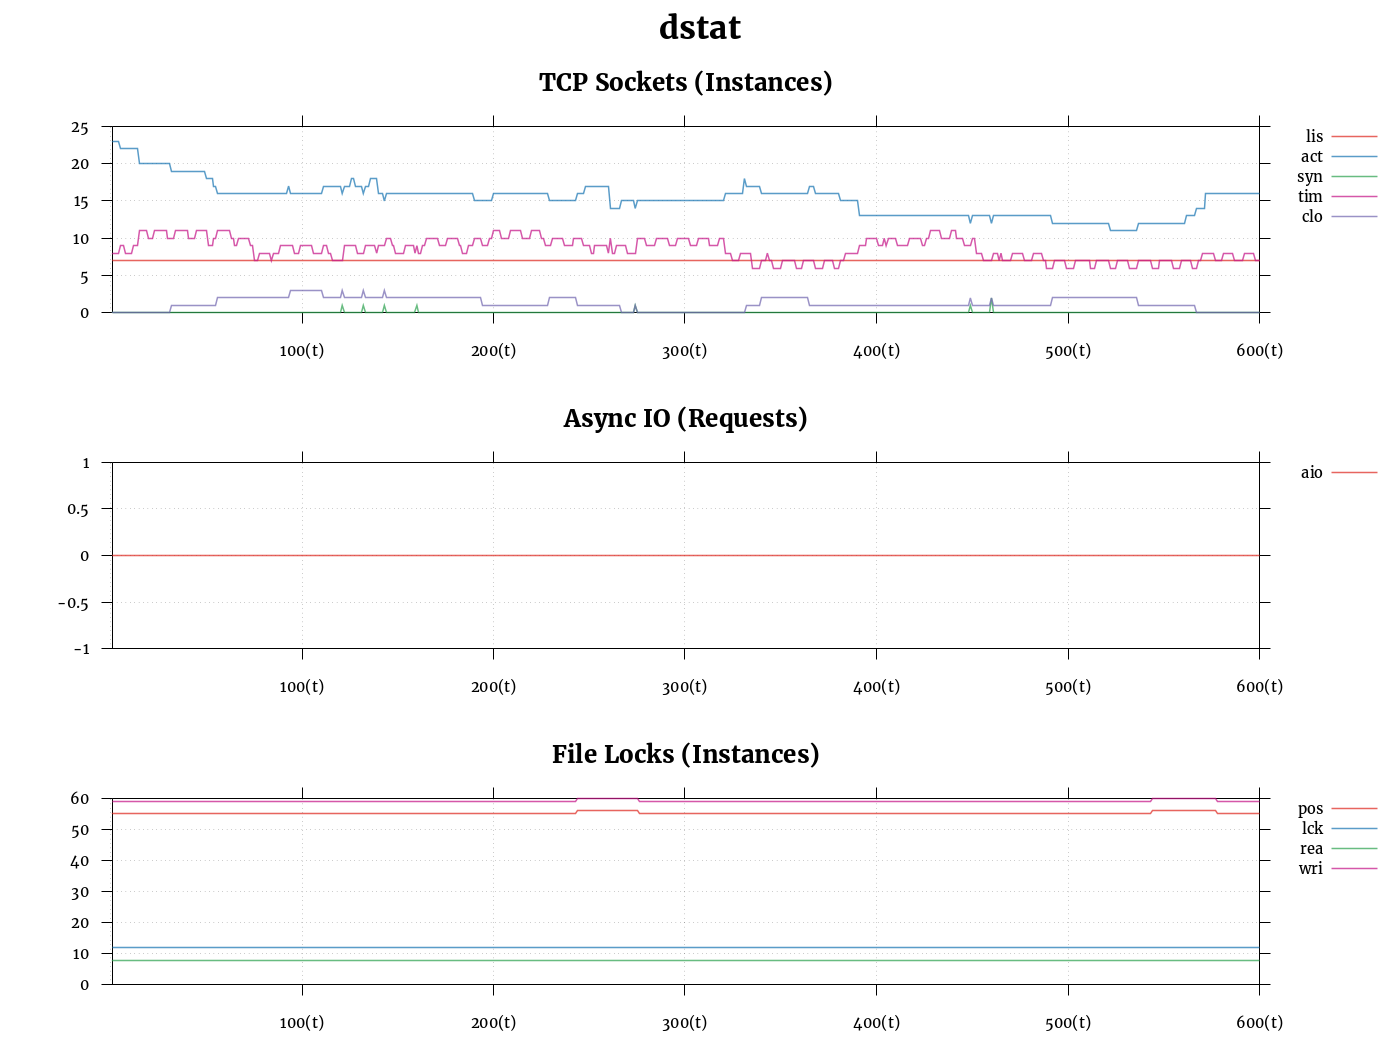 dstat
TCP Sockets (Instances)
25
20
15
10
5
0
100(t) 200(t) 300(t) 400(t) 500(t) 600(t)
lis
act
syn
tim
clo
Async IO (Requests)
1
0.5
0
-0.5
-1
100(t) 200(t) 300(t) 400(t) 500(t) 600(t)
aio
File Locks (Instances)
60
50
40
30
20
10
0
100(t) 200(t) 300(t) 400(t) 500(t) 600(t)
pos
lck
rea
wri